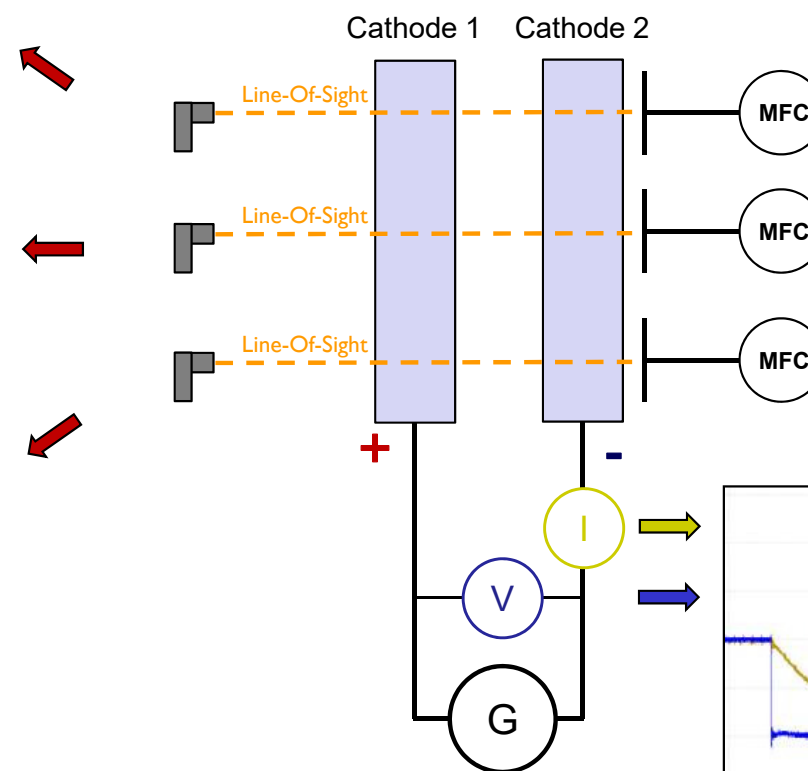 Cathode 1 Cathode 2
Line-Of-Sight
MFC
Line-Of-Sight
MFC
Line-Of-Sight
MFC
+ -
I
V
G